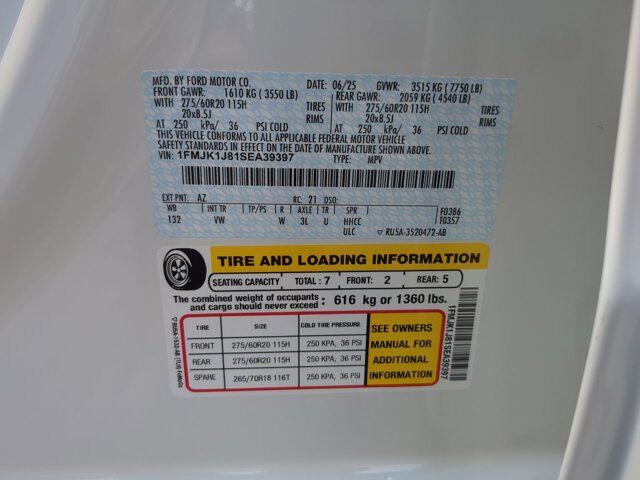 MFD. BY FORD MOTOR CO. 06/25 GVWR: 3515 KG ( 7750 LB)
FRONT GAWR: 1610 KG ( 3550 LB) REAR GAWR: 2059 KG ( 4540 LB)
WITH 275/60R20 115H TIRES WITH 275/60R20 115H TIRES
20x8.5J RIMS 20x8.5J RIMS
AT 250 kPa/ 36 PSI COLD AT 250 kPa/ 36 PSI COLD
THIS VEHICLE CONFORMS TO ALL APPLICABLE FEDERAL MOTOR VEHICLE
SAFETY STANDARDS IN EFFECT ON THE DATE OF MANUFACTURE SHOWN ABOVE.
VIN: 1FMJK1J81SEA39397 TYPE: MPV
EXT PNT: AZ RC: 21 DSO:
WB INT TR TP/PS R AXLE TR SPR F0386
132 VW W 3L U HHCC T0357
ULC ▽ RU5A-3520472-AB
TIRE AND LOADING INFORMATION
SEATING CAPACITY TOTAL : 7 FRONT: 2 REAR: 5
The combined weight of occupants
and cargo should never exceed : 616 kg or 1360 lbs.
TIRE SIZE COLD TIRE PRESSURE
FRONT 275/60R20 115H 250 KPA, 36 PSI
REAR 275/60R20 115H 250 KPA, 36 PSI
SPARE 265/70R18 116T 250 KPA, 36 PSI
SEE OWNERS
MANUAL FOR
ADDITIONAL
INFORMATION
1FMJK1J81SEA39397